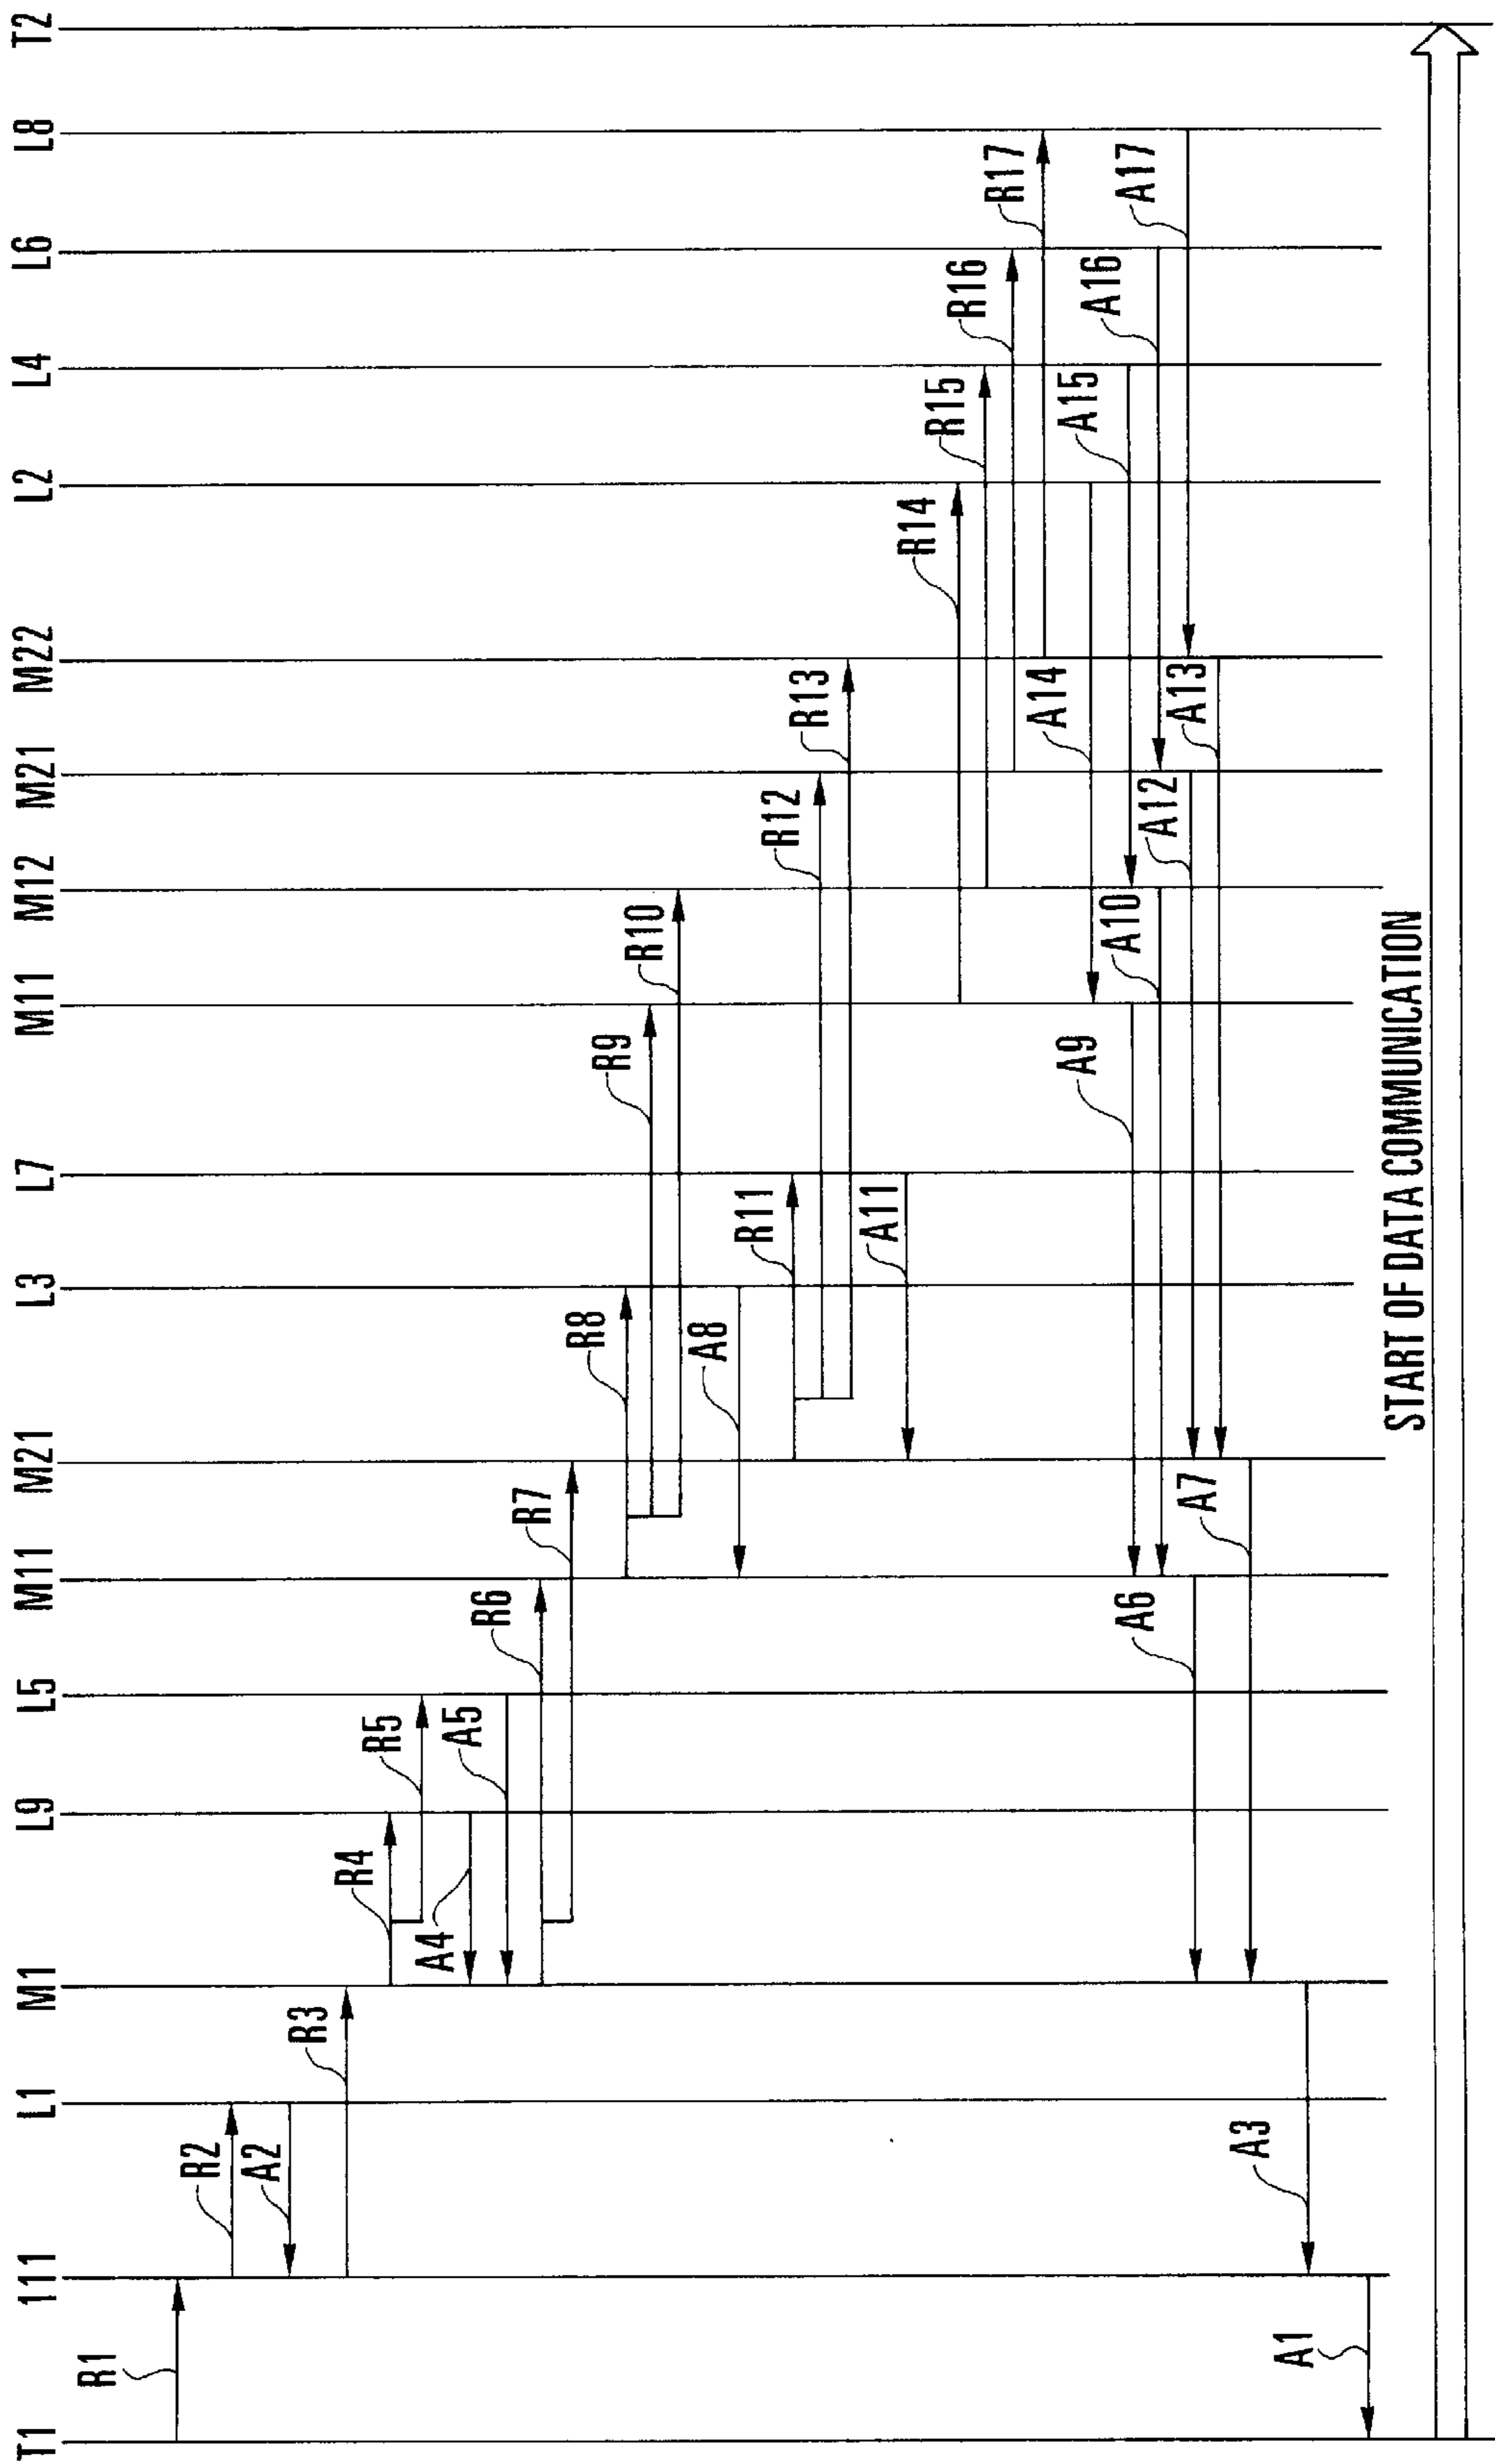 T1 111 L1 M1 L9 L5 M11 M21 L3 L7 M11 M12 M21 M22 L2 L4 L6 L8 T2
R1
R2
A2
R3
R4
R5
A4
A5
R6
R7
R8
R9
R10
A8
R11
R12
R13
A11
R14
R15
R16
R17
A14
A15
A16
A17
A9
A10
A12
A13
A6
A7
A3
A1
START OF DATA COMMUNICATION